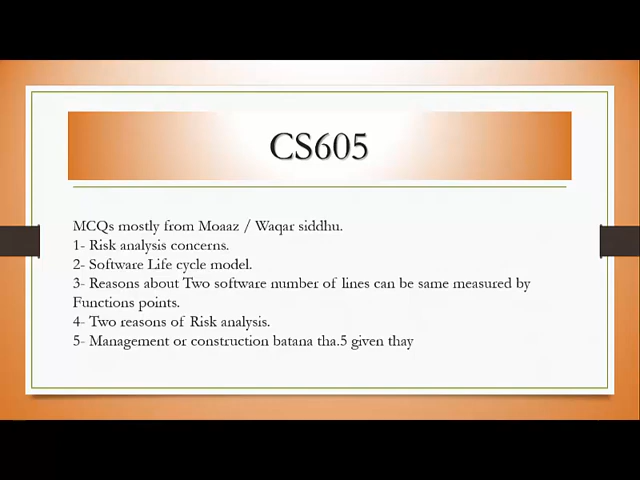 CS605
MCQs mostly from Moaaz / Waqar siddhu.
1- Risk analysis concerns.
2- Software Life cycle model.
3- Reasons about Two software number of lines can be same measured by
Functions points.
4- Two reasons of Risk analysis.
5- Management or construction batana tha.5 given thay